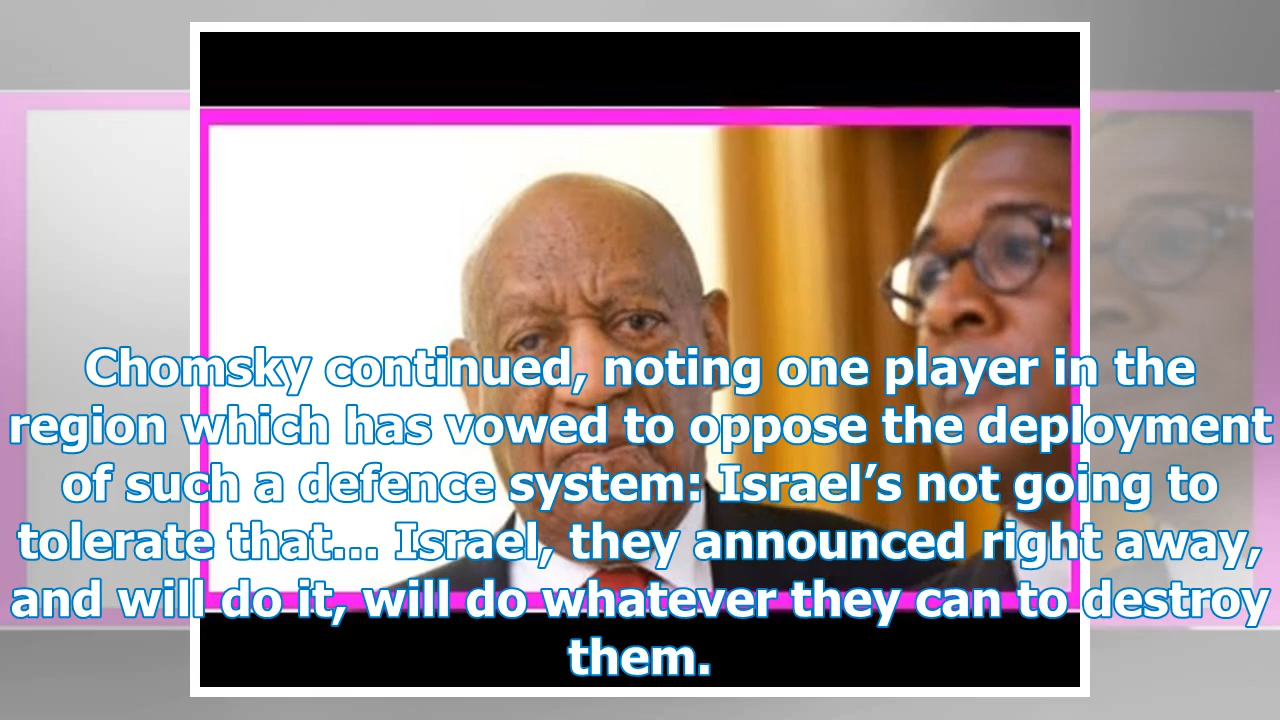 Chomsky continued, noting one player in the
region which has vowed to oppose the deployment
of such a defence system: Israel’s not going to
tolerate that... Israel, they announced right away,
and will do it, will do whatever they can to destroy
them.